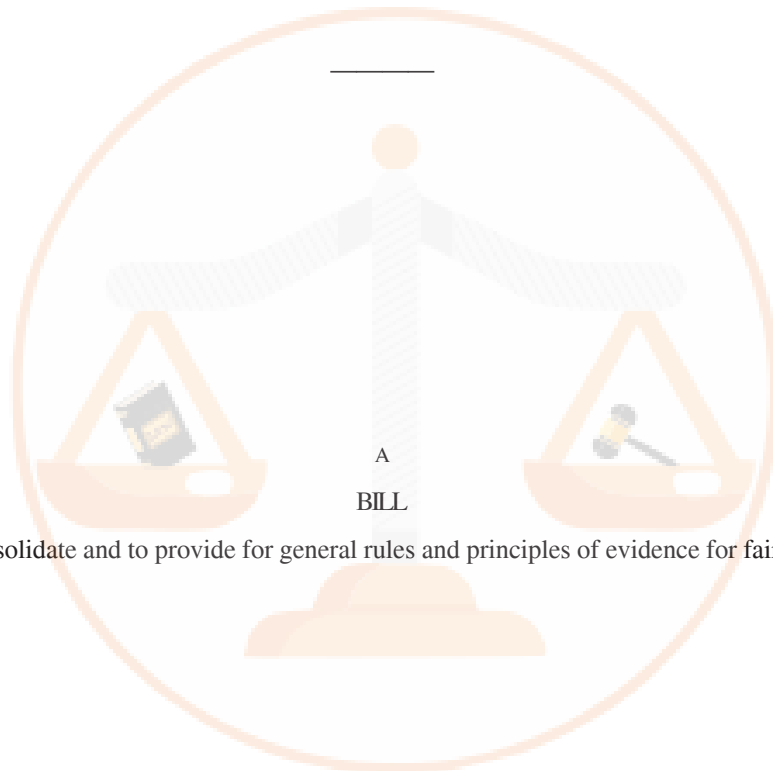 A
BILL
solidate and to provide for general rules and principles of evidence for fai